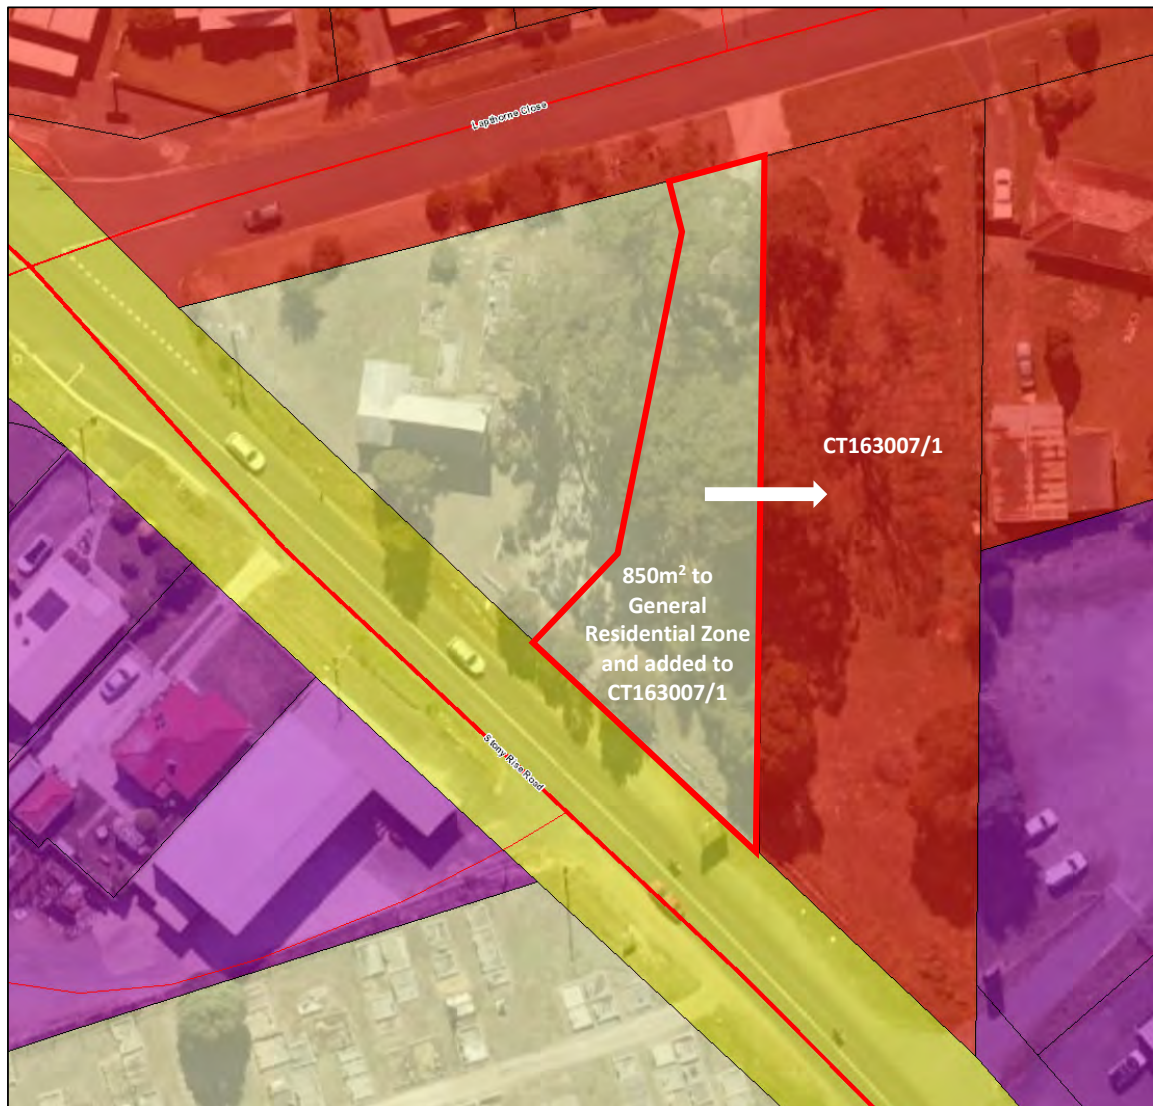 Lapthorne Close
CT163007/1
850m² to
General
Residential Zone
and added to
CT163007/1
Stony Rise Road